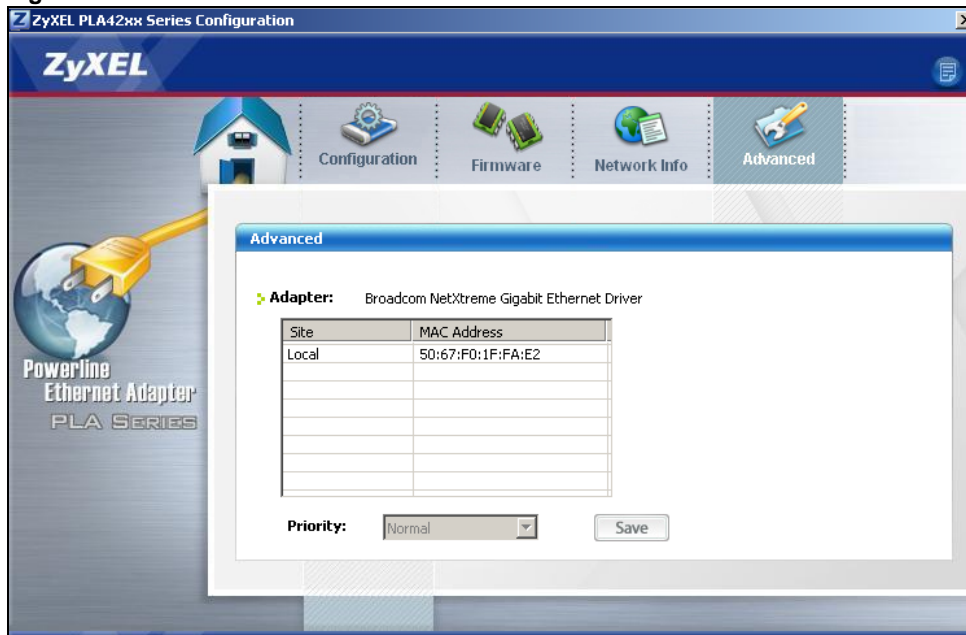 ZyXEL PLA42xx Series Configuration
ZyXEL
Configuration
Firmware
Network Info
Advanced
Advanced
Adapter: Broadcom NetXtreme Gigabit Ethernet Driver
Site MAC Address
Local 50:67:F0:1F:FA:E2
Powerline
Ethernet Adapter
PLA SERIES
Priority: Normal Save